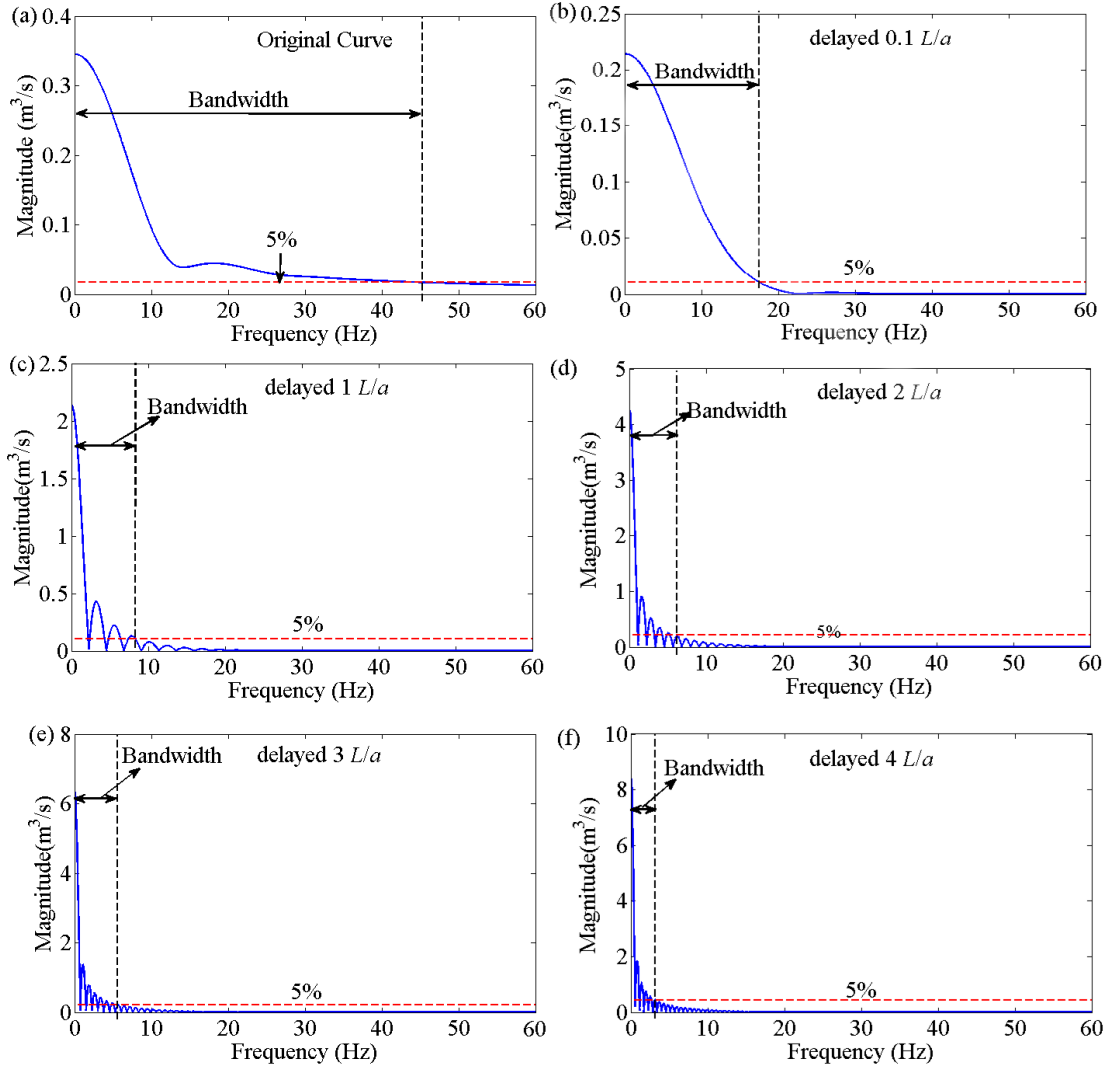 (a)
0.4
0.3
0.2
0.1
0
Magnitude (m³/s)
Original Curve
Bandwidth
5%
0 10 20 30 40 50 60
Frequency (Hz)
(b)
0.25
0.2
0.15
0.1
0.05
0
Magnitude(m³/s)
delayed 0.1 L/a
Bandwidth
5%
0 10 20 30 40 50 60
Frequency (Hz)
(c)
2.5
2
1.5
1
0.5
0
Magnitude(m³/s)
delayed 1 L/a
Bandwidth
5%
0 10 20 30 40 50 60
Frequency (Hz)
(d)
5
4
3
2
1
0
Magnitude(m³/s)
delayed 2 L/a
Bandwidth
5%
0 10 20 30 40 50 60
Frequency (Hz)
(e)
8
6
4
2
0
Magnitude(m³/s)
delayed 3 L/a
Bandwidth
5%
0 10 20 30 40 50 60
Frequency (Hz)
(f)
10
8
6
4
2
0
Magnitude(m³/s)
delayed 4 L/a
Bandwidth
5%
0 10 20 30 40 50 60
Frequency (Hz)